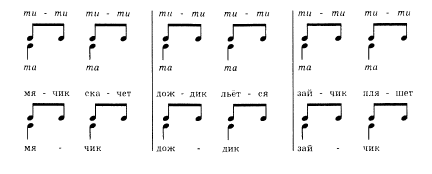 ти - ти ти - ти ти - ти ти - ти ти - ти ти - ти
та та та та та та
мя - чик ска - чет дож - дик льёт - ся зай - чик пля - шет
мя - чик дож - дик зай - чик